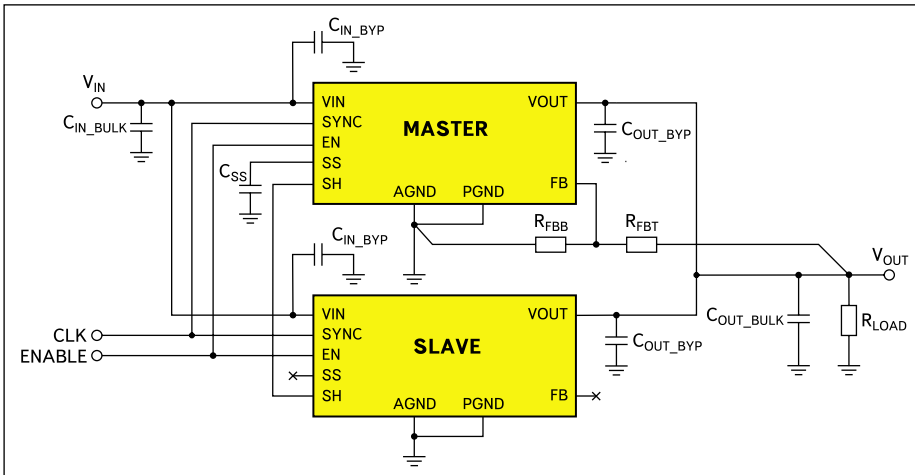 C_IN_BYP
V_IN
C_IN_BULK
VIN
SYNC
EN
SS
SH
MASTER
VOUT
FB
AGND PGND
C_SS
C_OUT_BYP
R_FBB
R_FBT
V_OUT
C_IN_BYP
VIN
SYNC
EN
SS
SH
SLAVE
VOUT
FB
AGND PGND
C_OUT_BYP
C_OUT_BULK
R_LOAD
CLK
ENABLE